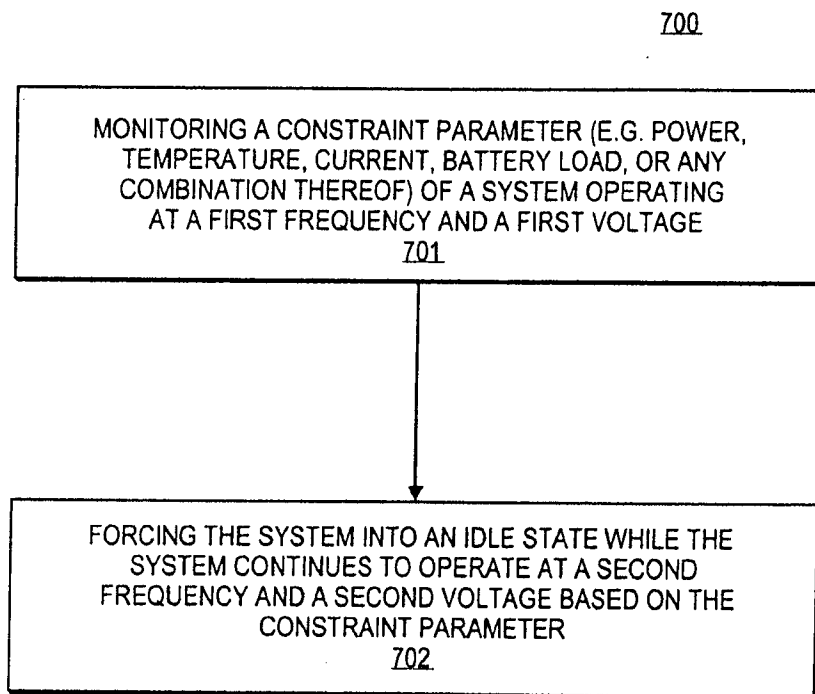 700
MONITORING A CONSTRAINT PARAMETER (E.G. POWER,
TEMPERATURE, CURRENT, BATTERY LOAD, OR ANY
COMBINATION THEREOF) OF A SYSTEM OPERATING
AT A FIRST FREQUENCY AND A FIRST VOLTAGE
701
FORCING THE SYSTEM INTO AN IDLE STATE WHILE THE
SYSTEM CONTINUES TO OPERATE AT A SECOND
FREQUENCY AND A SECOND VOLTAGE BASED ON THE
CONSTRAINT PARAMETER
702